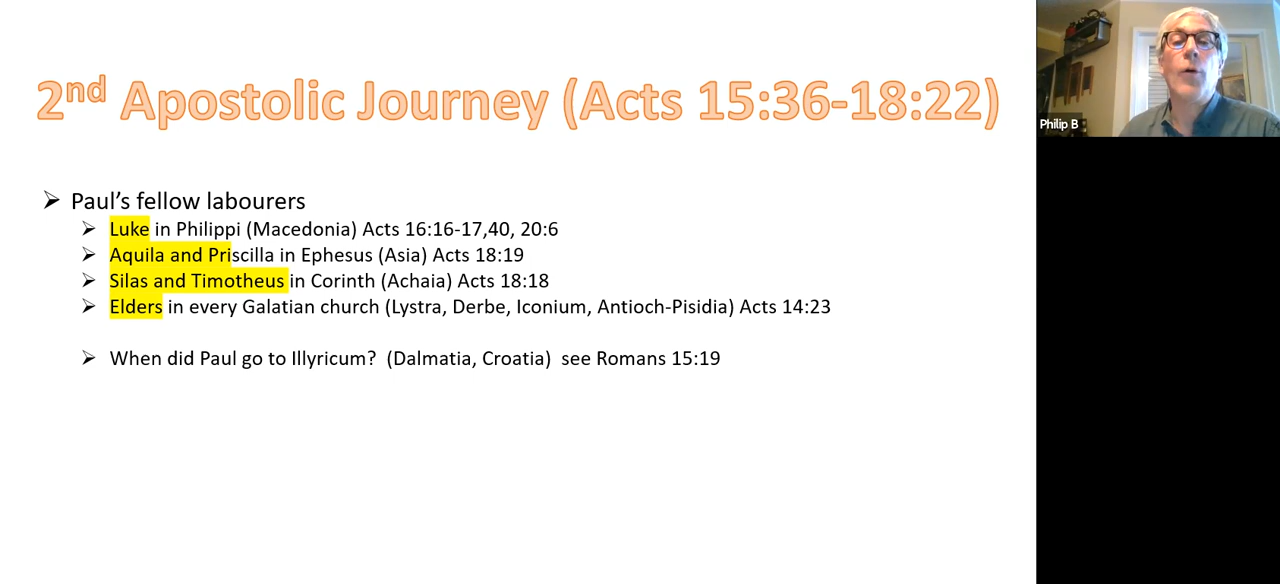 2nd Apostolic Journey (Acts 15:36-18:22)
Paul’s fellow labourers
Luke in Philippi (Macedonia) Acts 16:16-17,40, 20:6
Aquila and Priscilla in Ephesus (Asia) Acts 18:19
Silas and Timotheus in Corinth (Achaia) Acts 18:18
Elders in every Galatian church (Lystra, Derbe, Iconium, Antioch-Pisidia) Acts 14:23
When did Paul go to Illyricum? (Dalmatia, Croatia) see Romans 15:19
Philip B